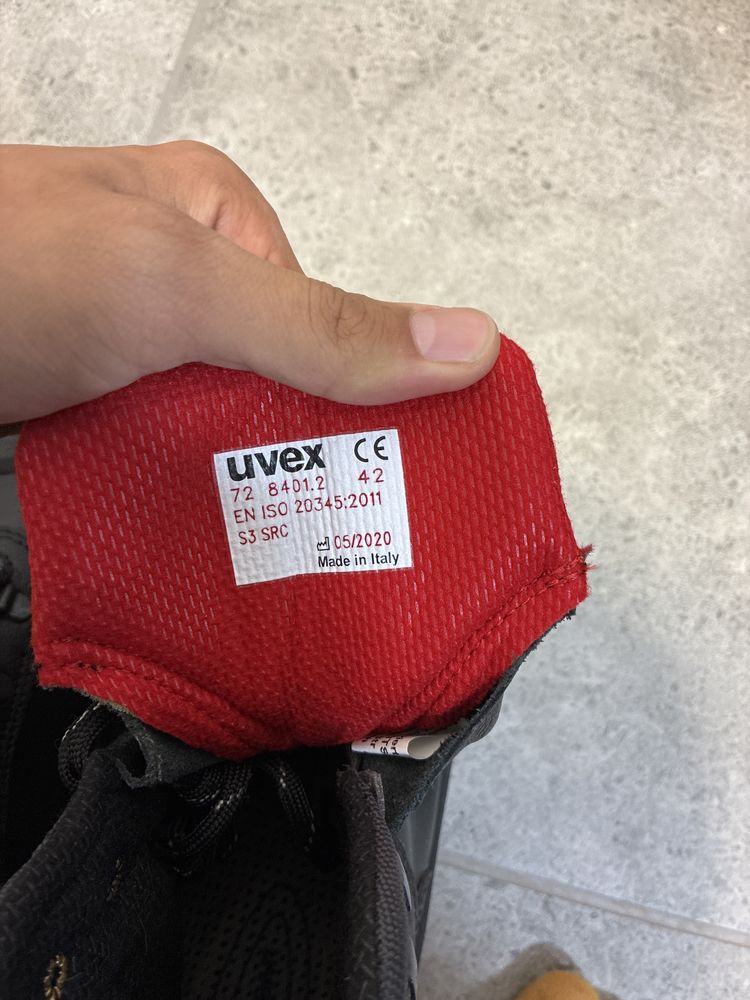 uvex CE
72 8401.2 42
EN ISO 20345:2011
S3 SRC
05/2020
Made in Italy